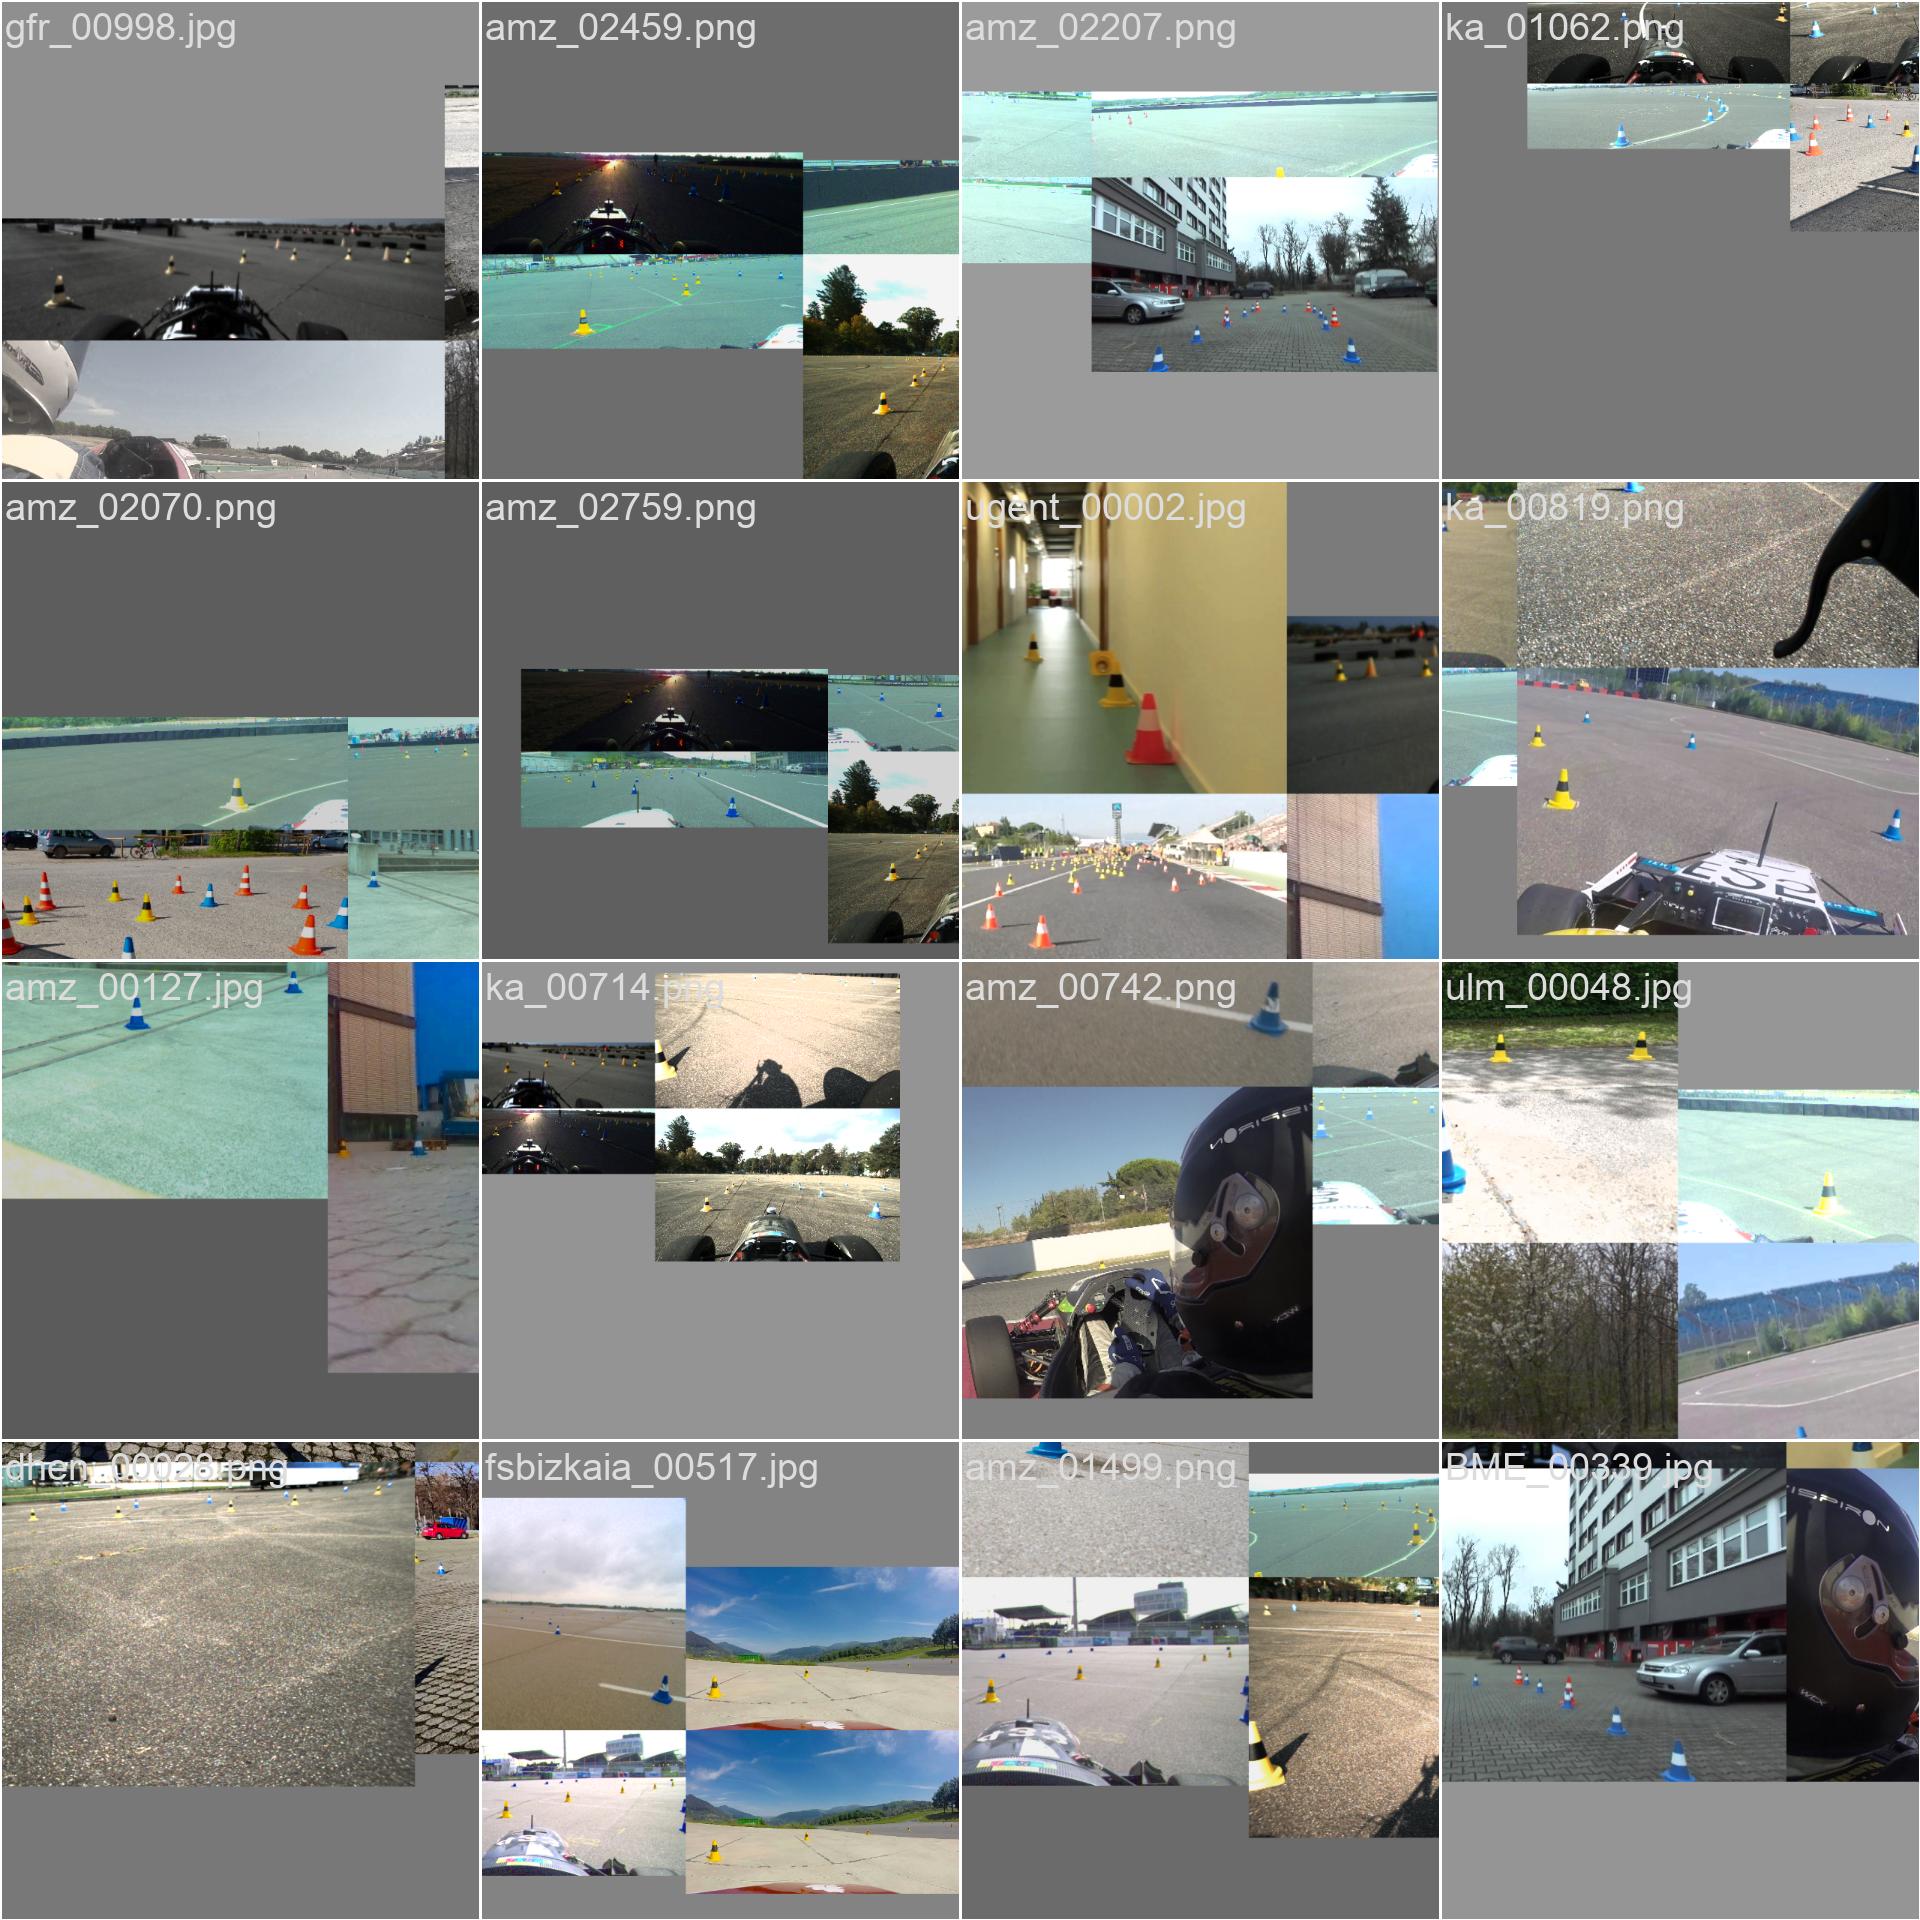 gfr_00998.jpg
amz_02459.png
amz_02207.png
ka_01062.png
amz_02070.png
amz_02759.png
ugent_00002.jpg
ka_00819.png
amz_00127.jpg
ka_00714.png
amz_00742.png
ulm_00048.jpg
dhen_00028.png
fsbizkaia_00517.jpg
amz_01499.png
BME_00339.jpg